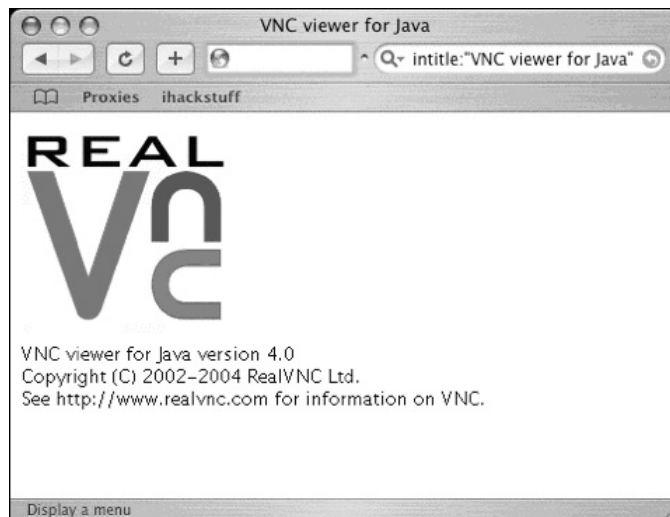 VNC viewer for Java
intitle:"VNC viewer for Java"
Proxies ihackstuff
REAL
Vnc
VNC viewer for Java version 4.0
Copyright (C) 2002-2004 RealVNC Ltd.
See http://www.realvnc.com for information on VNC.
Display a menu